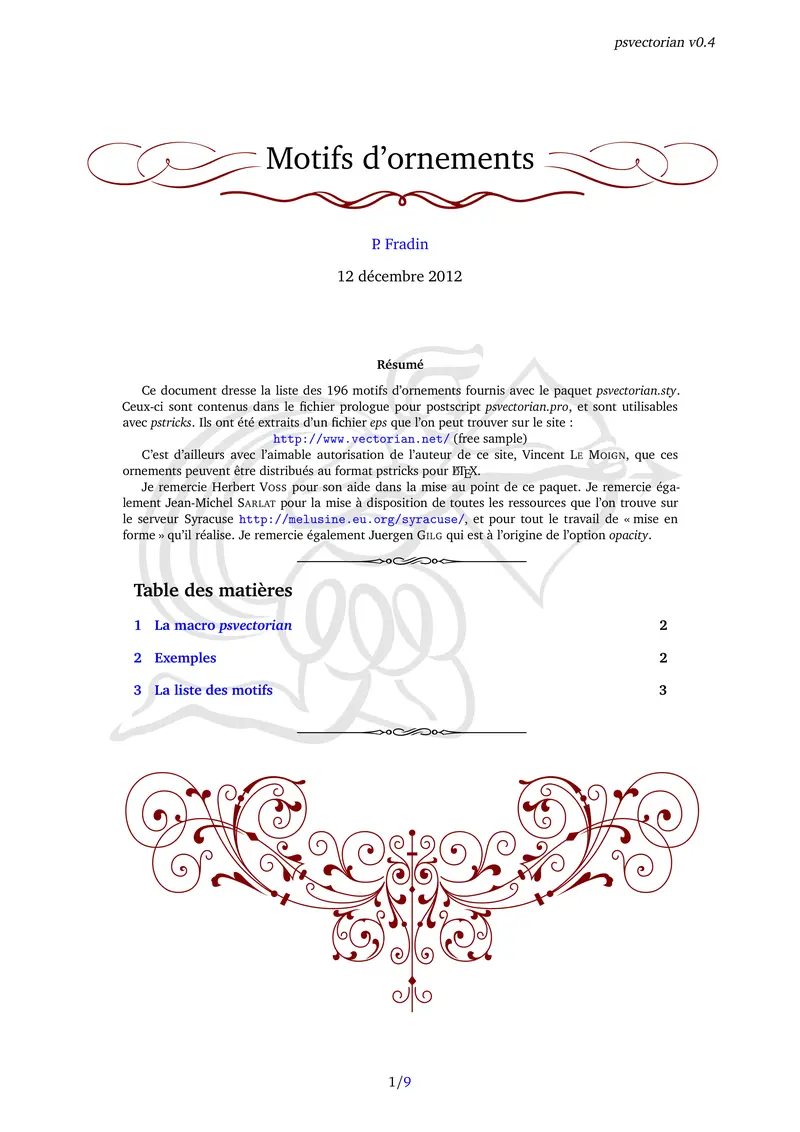 psvectorian v0.4
Motifs d’ornements
P. Fradin
12 décembre 2012
Résumé
Ce document dresse la liste des 196 motifs d’ornements fournis avec le paquet psvectorian.sty.
Ceux-ci sont contenus dans le fichier prologue pour postscript psvectorian.pro, et sont utilisables
avec pstricks. Ils ont été extraits d’un fichier eps que l’on peut trouver sur le site :
http://www.vectorian.net/ (free sample)
C’est d’ailleurs avec l’aimable autorisation de l’auteur de ce site, Vincent LE MOIGN, que ces
ornements peuvent être distribués au format pstricks pour LATEX.
Je remercie Herbert VOSS pour son aide dans la mise au point de ce paquet. Je remercie éga-
lement Jean-Michel SARLAT pour la mise à disposition de toutes les ressources que l’on trouve sur
le serveur Syracuse http://melusine.eu.org/syracuse/, et pour tout le travail de « mise en
forme » qu’il réalise. Je remercie également Juergen GILG qui est à l’origine de l’option opacity.
Table des matières
1 La macro psvectorian 2
2 Exemples 2
3 La liste des motifs 3
1/9